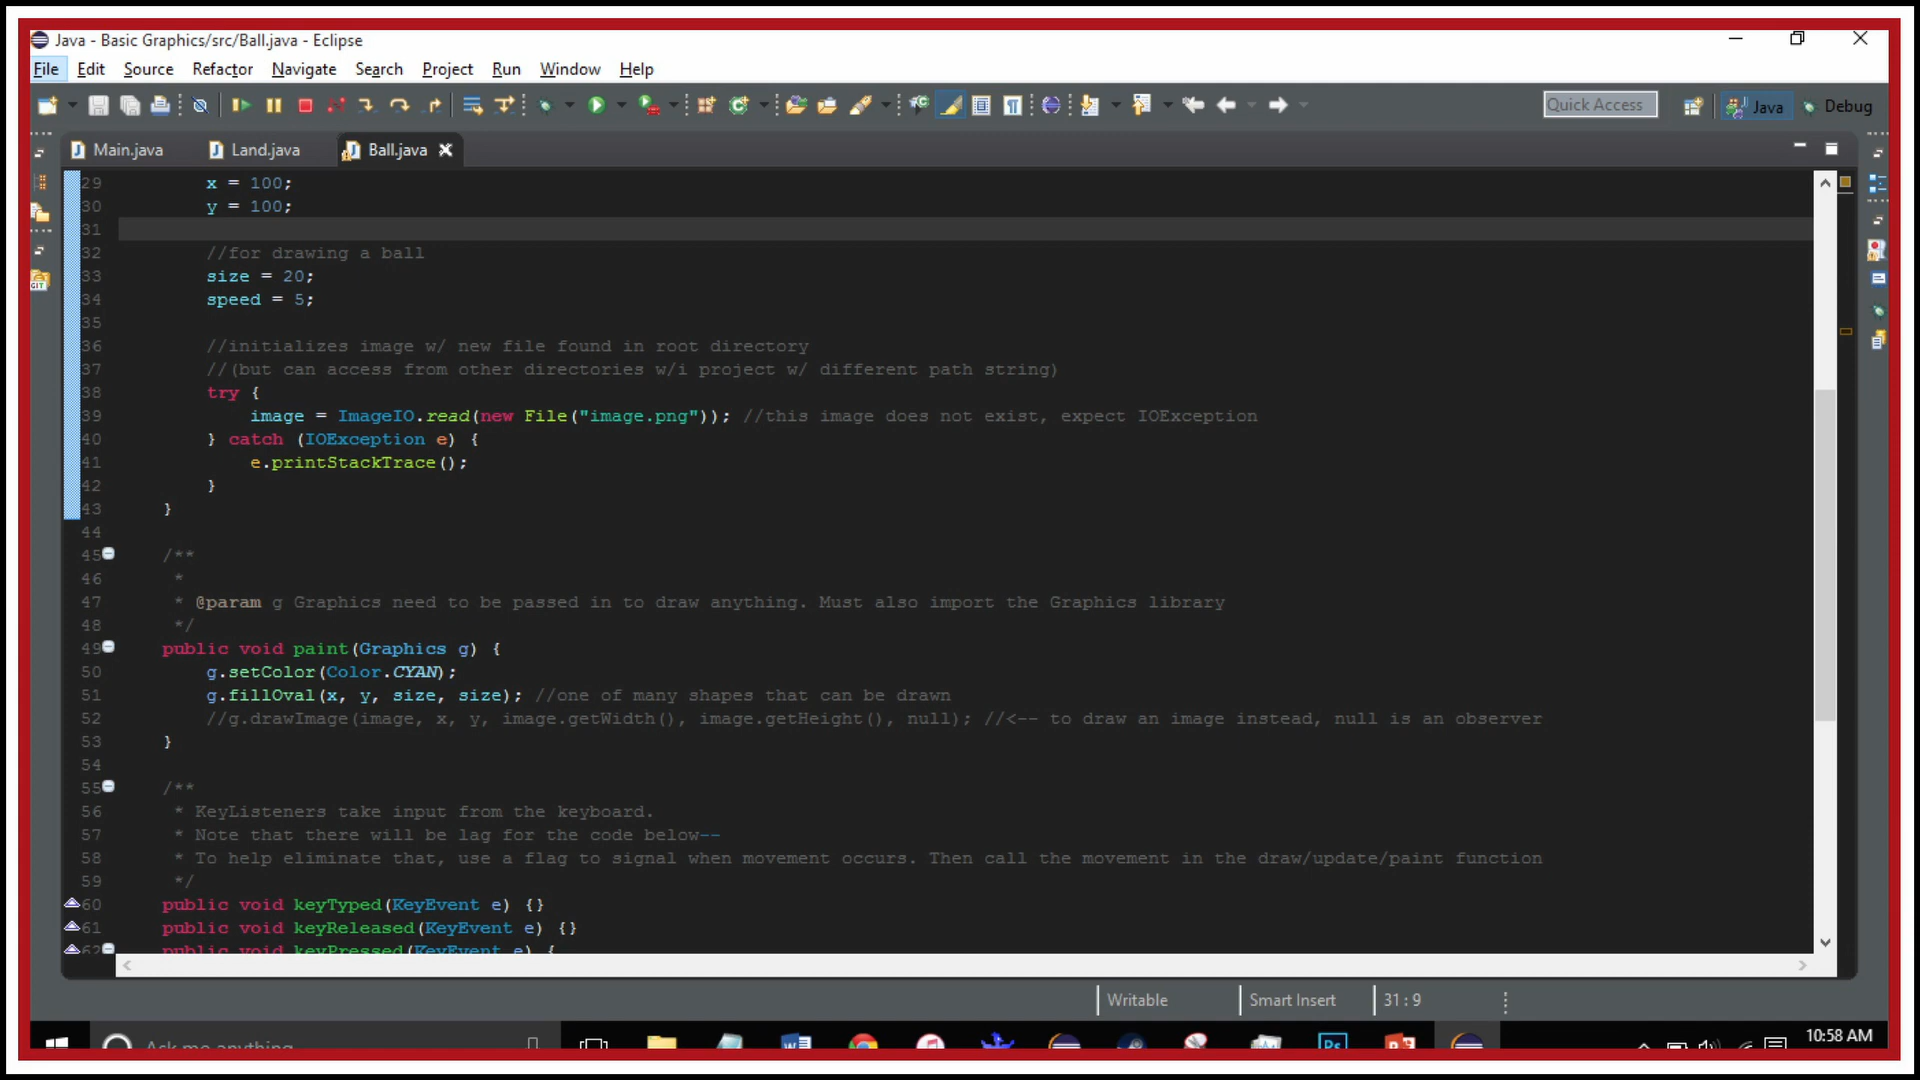 Java - Basic Graphics/src/Ball.java - Eclipse
File Edit Source Refactor Navigate Search Project Run Window Help
Quick Access Java Debug
Main.java Land.java Ball.java
29 x = 100;
30 y = 100;
31
32 //for drawing a ball
33 size = 20;
34 speed = 5;
35
36 //initializes image w/ new file found in root directory
37 //(but can access from other directories w/i project w/ different path string)
38 try {
39 image = ImageIO.read(new File("image.png")); //this image does not exist, expect IOException
40 } catch (IOException e) {
41 e.printStackTrace();
42 }
43 }
44
45 /**
46 *
47 * @param g Graphics need to be passed in to draw anything. Must also import the Graphics library
48 */
49 public void paint(Graphics g) {
50 g.setColor(Color.CYAN);
51 g.fillOval(x, y, size, size); //one of many shapes that can be drawn
52 //g.drawImage(image, x, y, image.getWidth(), image.getHeight(), null); //<-- to draw an image instead, null is an observer
53 }
54
55 /**
56 * KeyListeners take input from the keyboard.
57 * Note that there will be lag for the code below--
58 * To help eliminate that, use a flag to signal when movement occurs. Then call the movement in the draw/update/paint function
59 */
60 public void keyTyped(KeyEvent e) {}
61 public void keyReleased(KeyEvent e) {}
62 public void keyPressed(KeyEvent e) {
Writable Smart Insert 31 : 9
Ask me anything
10:58 AM